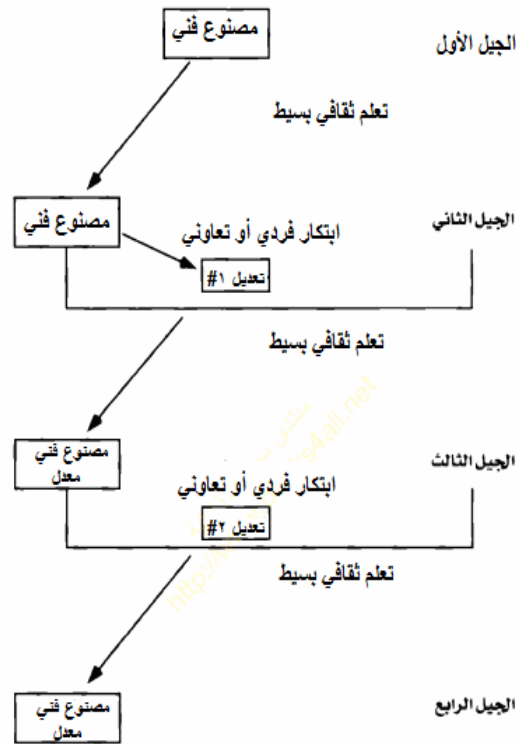 مصنوع فني
الجيل الأول
تعلم ثقافي بسيط
الجيل الثاني
مصنوع فني
ابتكار فردي أو تعاوني
تعديل ١#
تعلم ثقافي بسيط
الجيل الثالث
مصنوع فني
معدل
ابتكار فردي أو تعاوني
تعديل ٢#
تعلم ثقافي بسيط
الجيل الرابع
مصنوع فني
معدل